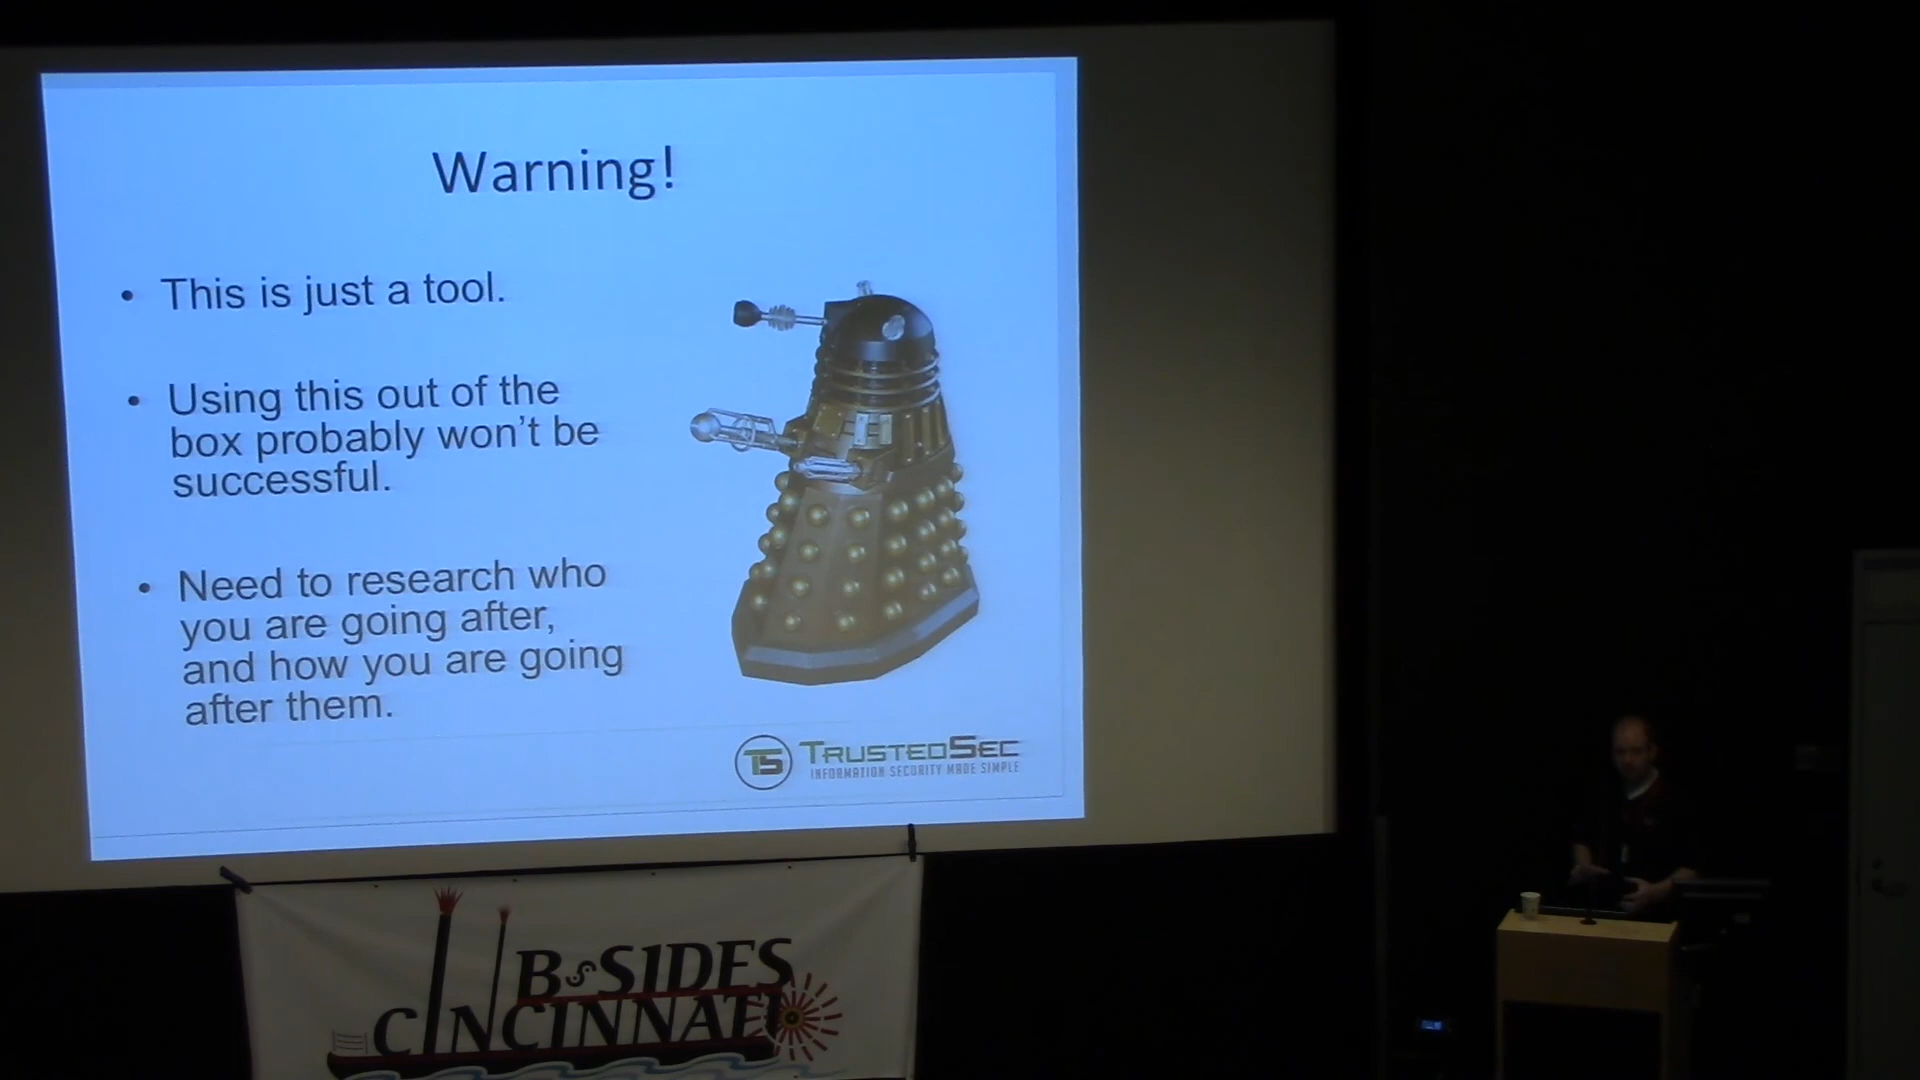 Warning!
• This is just a tool.
• Using this out of the
box probably won't be
successful.
• Need to research who
you are going after,
and how you are going
after them.
TS TRUSTEDSEC
INFORMATION SECURITY MADE SIMPLE
B SIDES
CINCINNATI